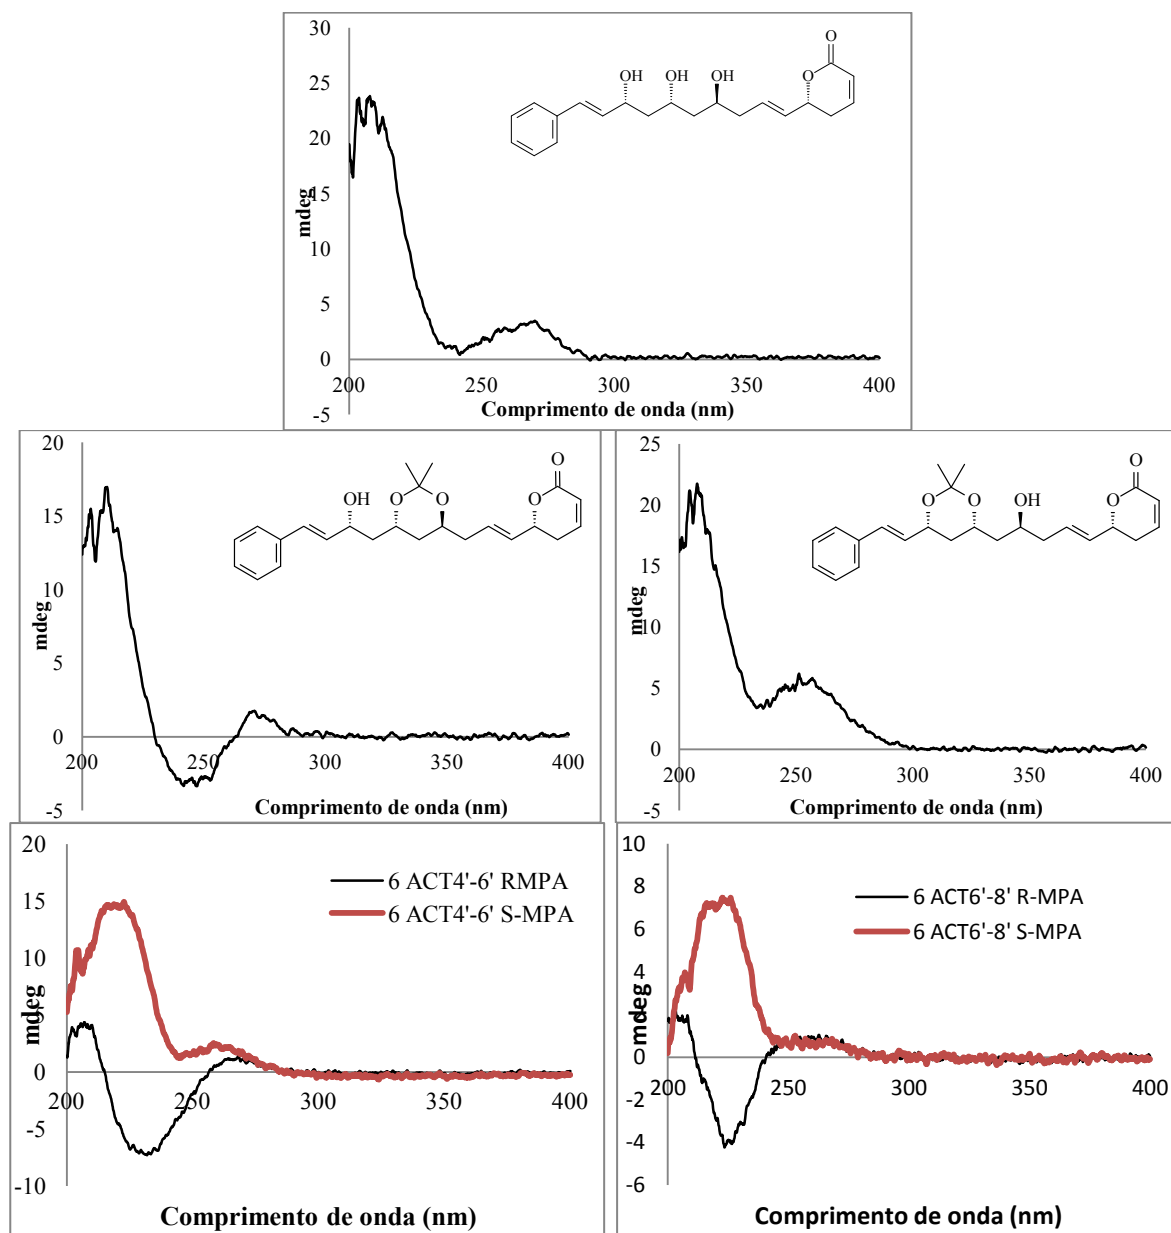 30
25
20
15
10
5
0
-5
mdeg
200 250 300 350 400
Comprimento de onda (nm)
OH OH OH
O
O
20
15
10
5
0
-5
mdeg
200 250 300 350 400
Comprimento de onda (nm)
OH
O O
O
O
25
20
15
10
5
0
-5
mdeg
200 250 300 350 400
Comprimento de onda (nm)
O O
OH
O
O
20
15
10
5
0
-5
-10
mdeg
200 250 300 350 400
6 ACT4'-6' RMPA
6 ACT4'-6' S-MPA
Comprimento de onda (nm)
10
8
6
4
2
0
-2
-4
-6
mdeg
200 250 300 350 400
6 ACT6'-8' R-MPA
6 ACT6'-8' S-MPA
Comprimento de onda (nm)